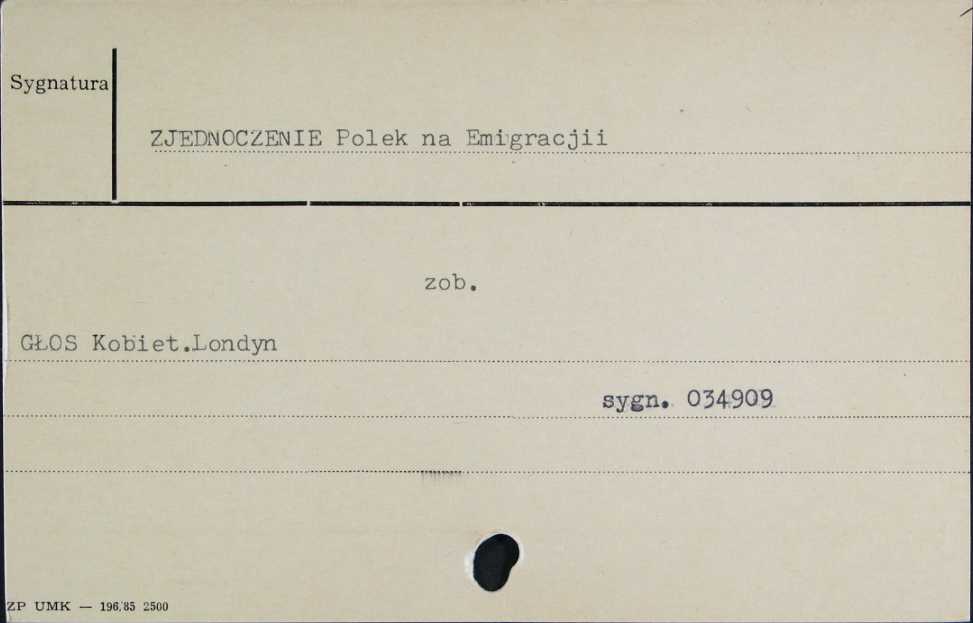 Sygnatura
ZJEDNOCZENIE Polek na Emigracjii
zob.
GŁOS Kobiet.Londyn
sygn. 034909
ZP UMK — 196/85 2500